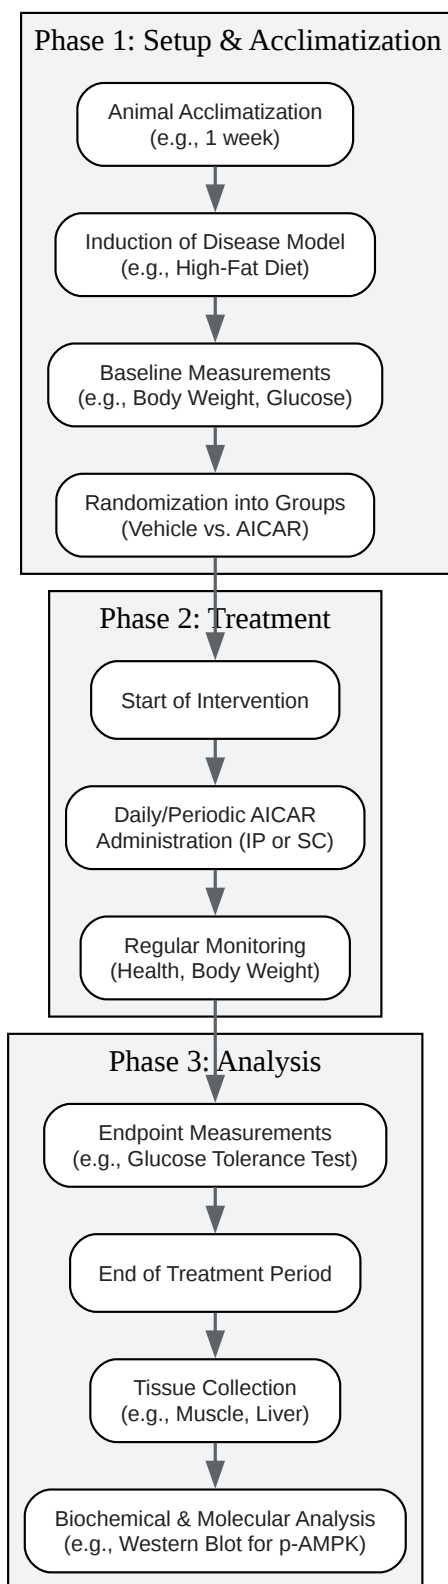 Phase 1: Setup & Acclimatization
Animal Acclimatization
(e.g., 1 week)
Induction of Disease Model
(e.g., High-Fat Diet)
Baseline Measurements
(e.g., Body Weight, Glucose)
Randomization into Groups
(Vehicle vs. AICAR)
Phase 2: Treatment
Start of Intervention
Daily/Periodic AICAR
Administration (IP or SC)
Regular Monitoring
(Health, Body Weight)
Phase 3: Analysis
Endpoint Measurements
(e.g., Glucose Tolerance Test)
End of Treatment Period
Tissue Collection
(e.g., Muscle, Liver)
Biochemical & Molecular Analysis
(e.g., Western Blot for p-AMPK)